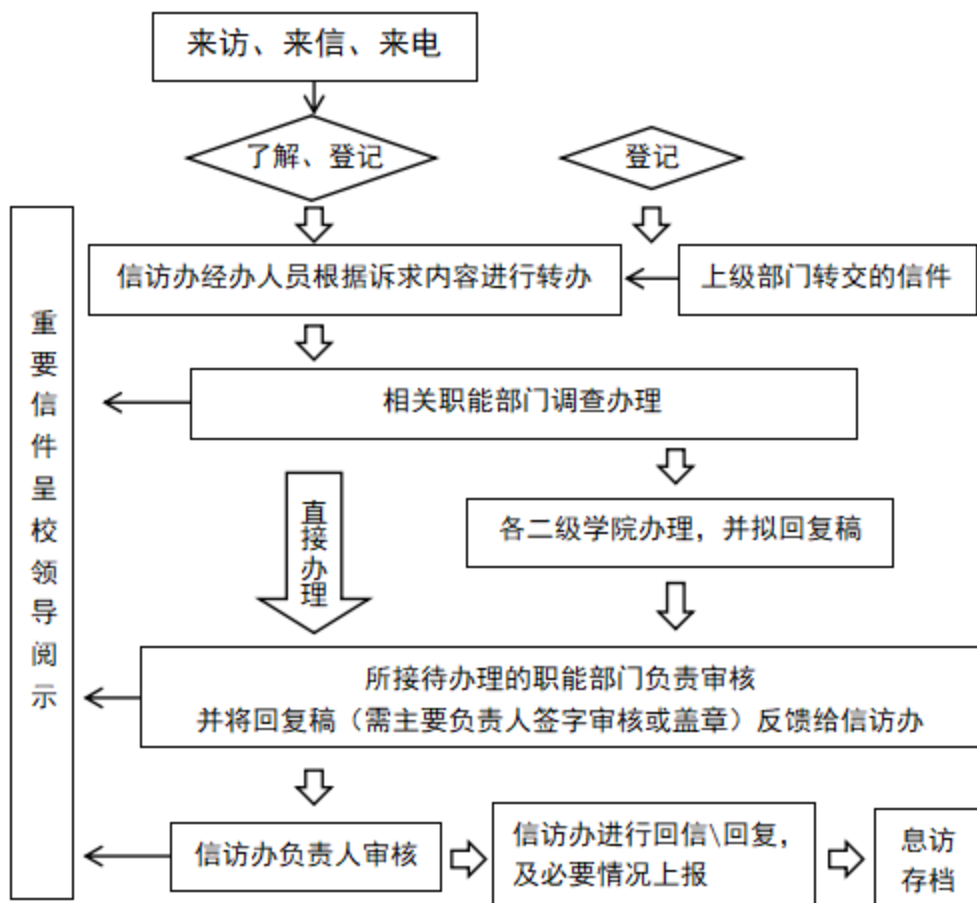 来访、来信、来电
了解、登记
登记
信访办经办人员根据诉求内容进行转办
上级部门转交的信件
重要信件呈校领导阅示
相关职能部门调查办理
直接办理
各二级学院办理，并拟回复稿
所接待办理的职能部门负责审核
并将回复稿（需主要负责人签字审核或盖章）反馈给信访办
信访办负责人审核
信访办进行回信\回复，
及必要情况上报
息访
存档